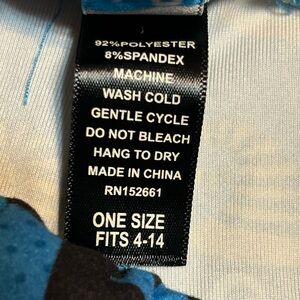 92%POLYESTER
8%SPANDEX
MACHINE
WASH COLD
GENTLE CYCLE
DO NOT BLEACH
HANG TO DRY
MADE IN CHINA
RN152661
ONE SIZE
FITS 4-14